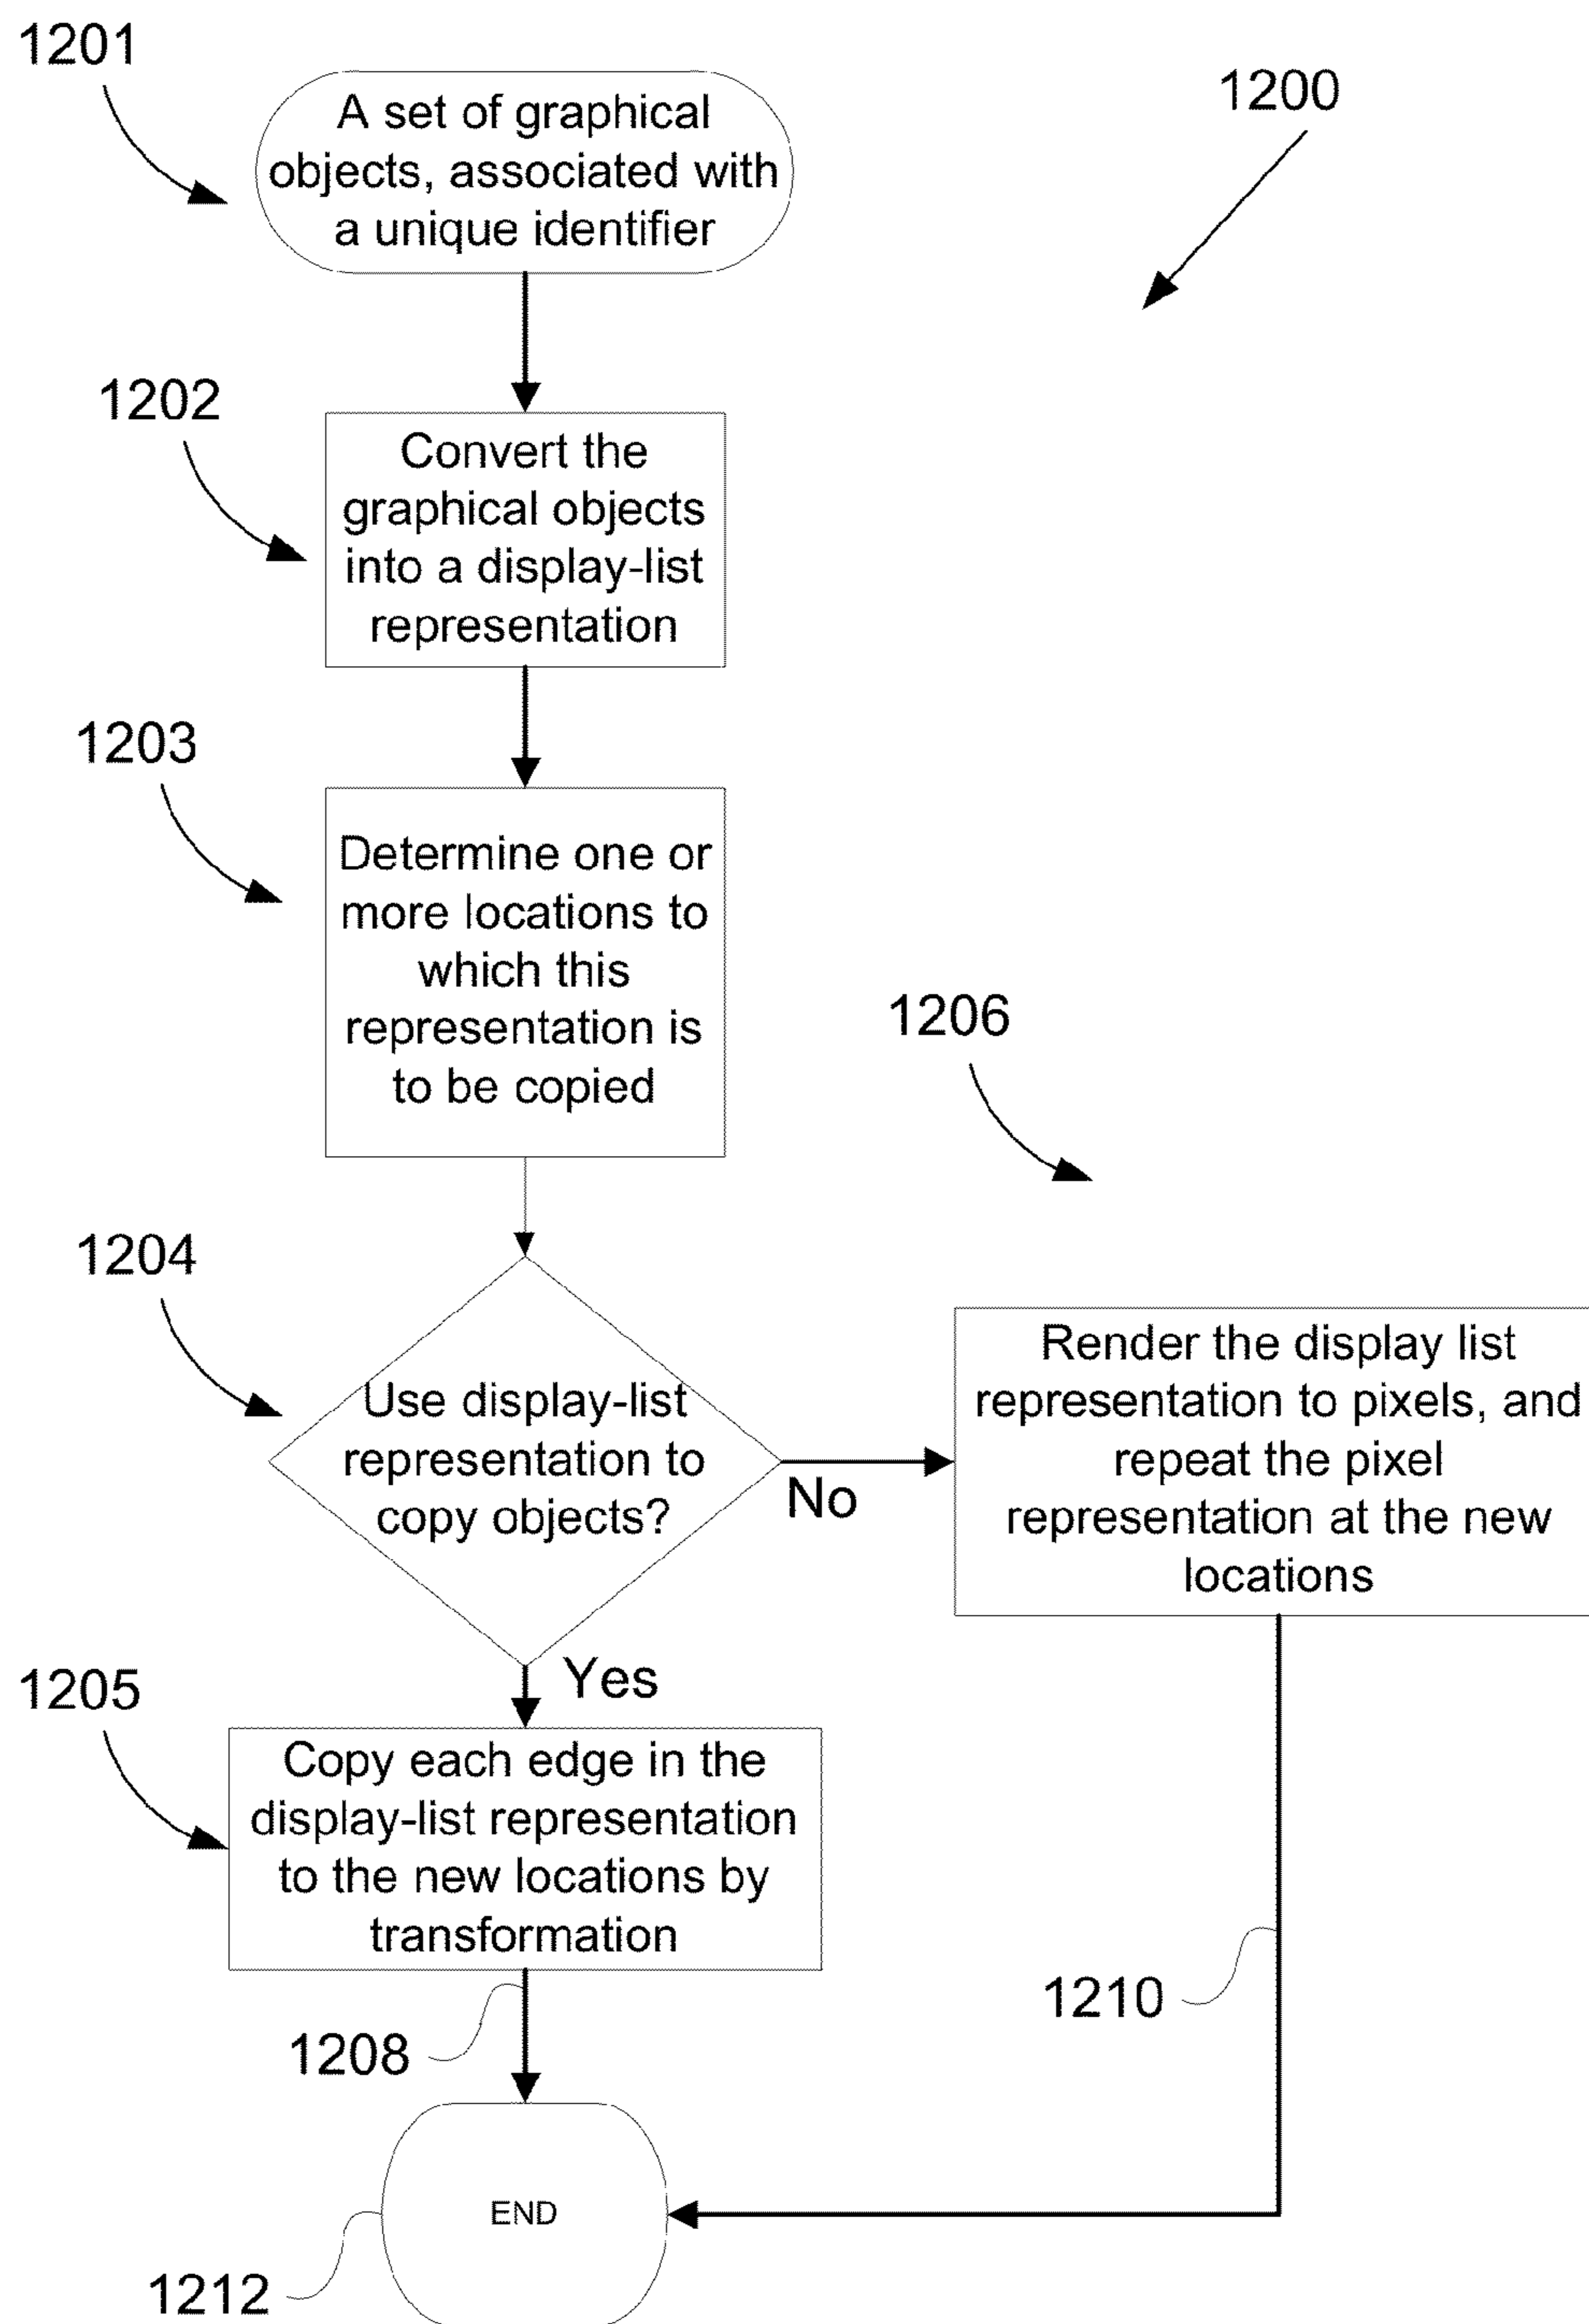 1201
A set of graphical
objects, associated with
a unique identifier
1200
1202
Convert the
graphical objects
into a display-list
representation
1203
Determine one or
more locations to
which this
representation is
to be copied
1206
1204
Use display-list
representation to
copy objects?
No
Render the display list
representation to pixels, and
repeat the pixel
representation at the new
locations
Yes
1205
Copy each edge in the
display-list representation
to the new locations by
transformation
1208
1210
END
1212